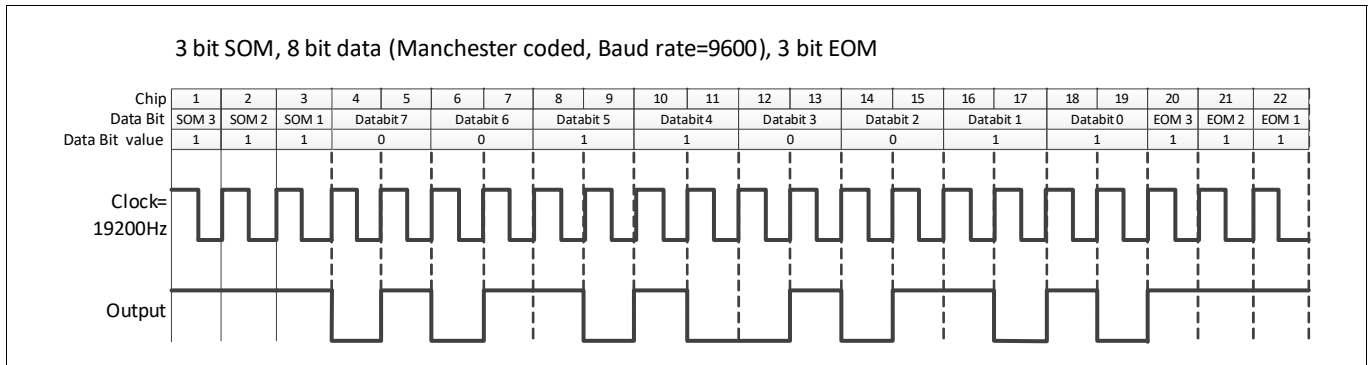 3 bit SOM, 8 bit data (Manchester coded, Baud rate=9600), 3 bit EOM
Chip 1 2 3 4 5 6 7 8 9 10 11 12 13 14 15 16 17 18 19 20 21 22
Data Bit SOM 3 SOM 2 SOM 1 Databit 7 Databit 6 Databit 5 Databit 4 Databit 3 Databit 2 Databit 1 Databit 0 EOM 3 EOM 2 EOM 1
Data Bit value 1 1 1 0 0 1 1 0 0 1 1 1 1 1
Clock=
19200Hz
Output